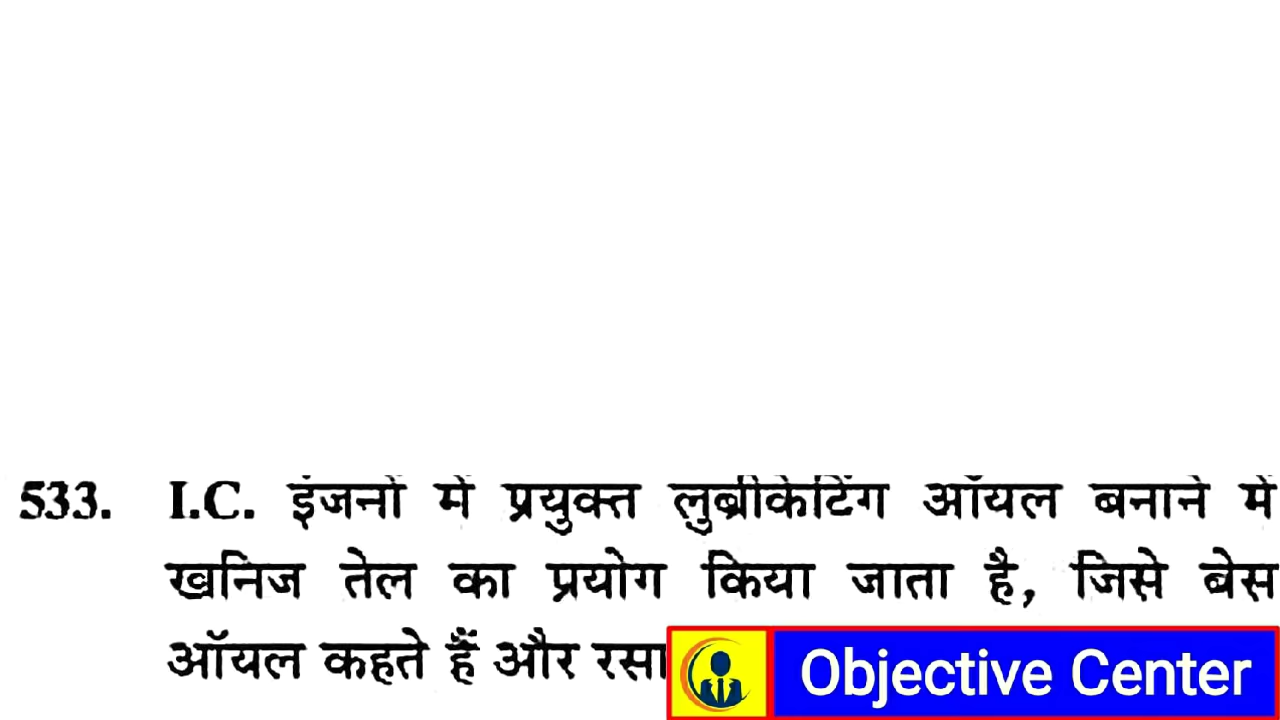 533. I.C. इंजनों में प्रयुक्त लुब्रीकेटिंग ऑयल बनाने में
खनिज तेल का प्रयोग किया जाता है, जिसे बेस
ऑयल कहते हैं और
Objective Center